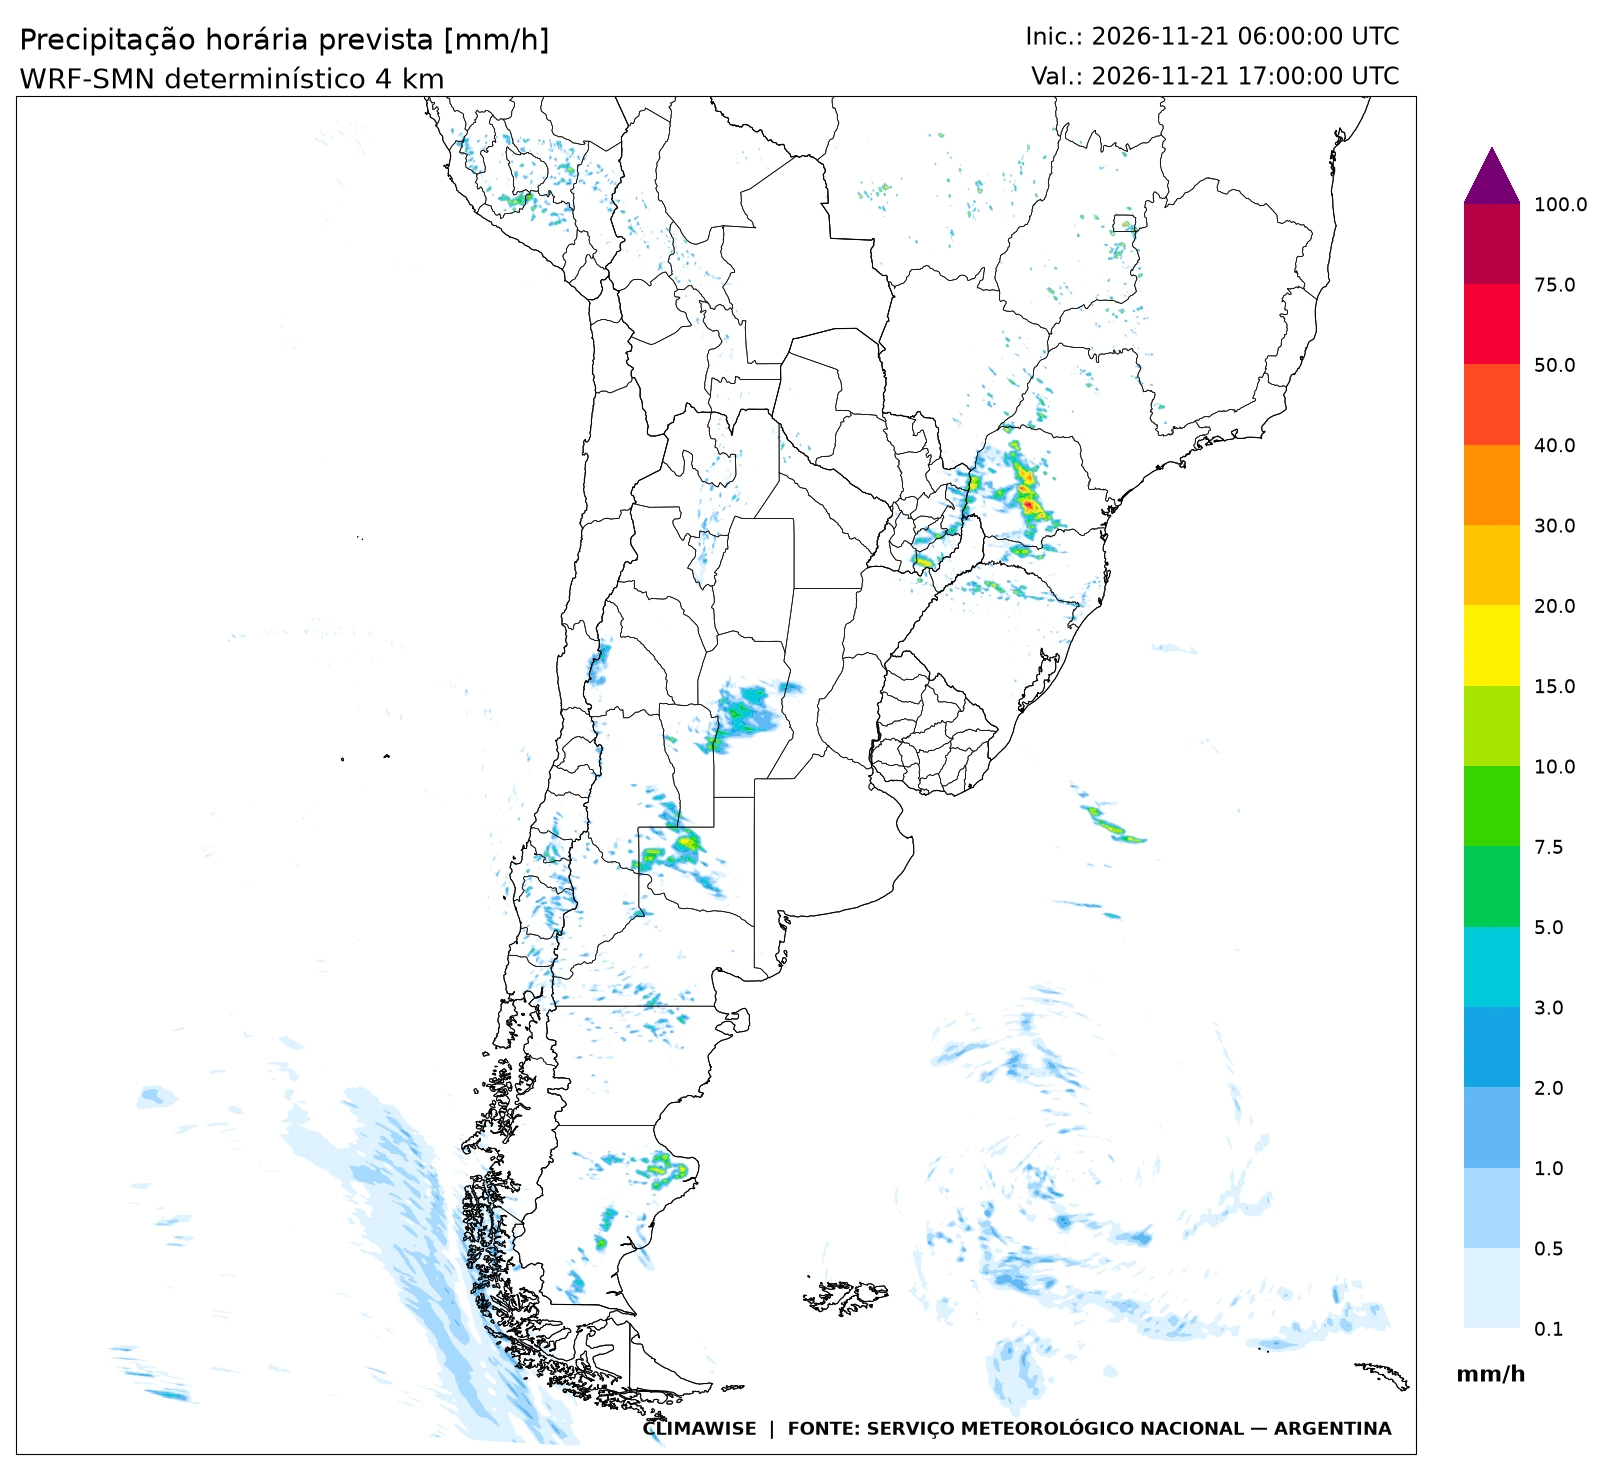 Precipitação horária prevista [mm/h]
WRF-SMN determinístico 4 km
Inic.: 2026-11-21 06:00:00 UTC
Val.: 2026-11-21 17:00:00 UTC
100.0
75.0
50.0
40.0
30.0
20.0
15.0
10.0
7.5
5.0
3.0
2.0
1.0
0.5
0.1
mm/h
CLIMAWISE | FONTE: SERVIÇO METEOROLÓGICO NACIONAL — ARGENTINA